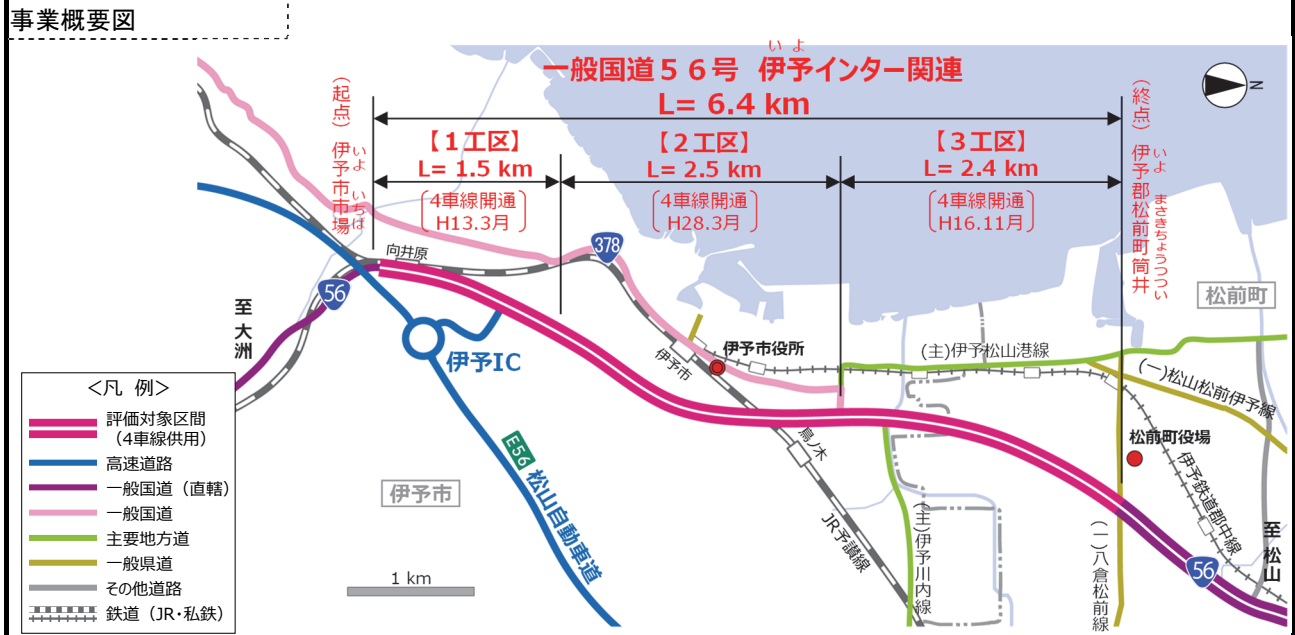 事業概要図
いよ
一般国道５６号 伊予インター関連
L= 6.4 km
(起点) 伊予市市場
いよ いちば
【１工区】
L= 1.5 km
4車線開通
H13.3月
【２工区】
L= 2.5 km
4車線開通
H28.3月
【３工区】
L= 2.4 km
4車線開通
H16.11月
(終点) 伊予郡松前町筒井
いよ まさきちょうつつい
N
向井原
378
56
至大洲
伊予IC
伊予市
伊予市役所
(主)伊予松山港線
松前町
(一)松山松前伊予線
松前町役場
伊予鉄道郡中線
鳥ノ木
JR予讃線
(主)伊予川内線
(一)八倉松前線
56
至松山
E56 松山自動車道
伊予市
1 km
＜凡 例＞
評価対象区間
（4車線供用）
高速道路
一般国道（直轄）
一般国道
主要地方道
一般県道
その他道路
鉄道（JR・私鉄）